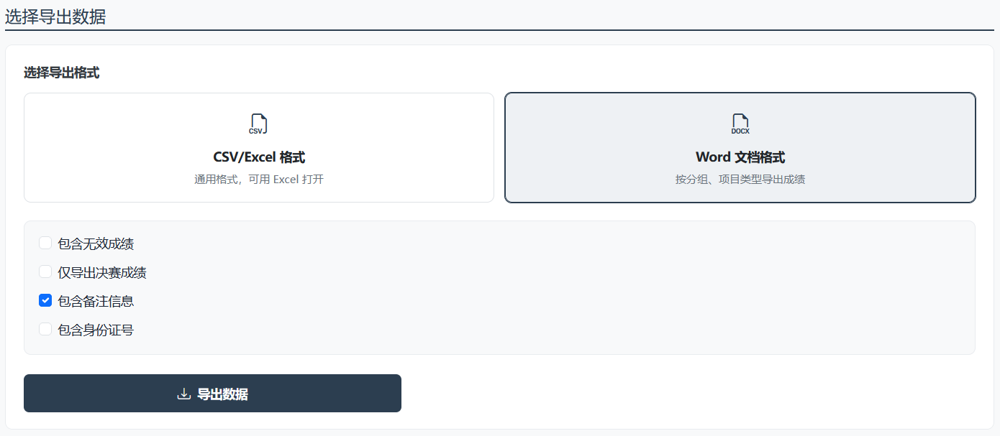 选择导出数据
选择导出格式
CSV
CSV/Excel 格式
通用格式，可用 Excel 打开
DOCX
Word 文档格式
按分组、项目类型导出成绩
包含无效成绩
仅导出决赛成绩
包含备注信息
包含身份证号
导出数据